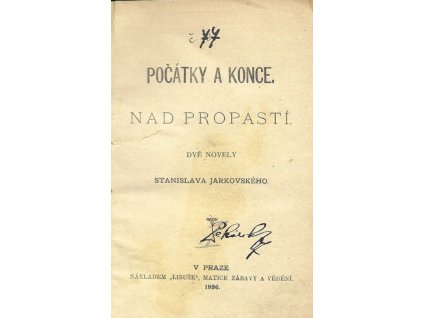 č. 77
POČÁTKY A KONCE.
NAD PROPASTÍ.
DVĚ NOVELY
STANISLAVA JARKOVSKÉHO.
V PRAZE
NÁKLADEM „LIBUŠE", MATICE ZÁBAVY A VĚDĚNÍ.
1896.